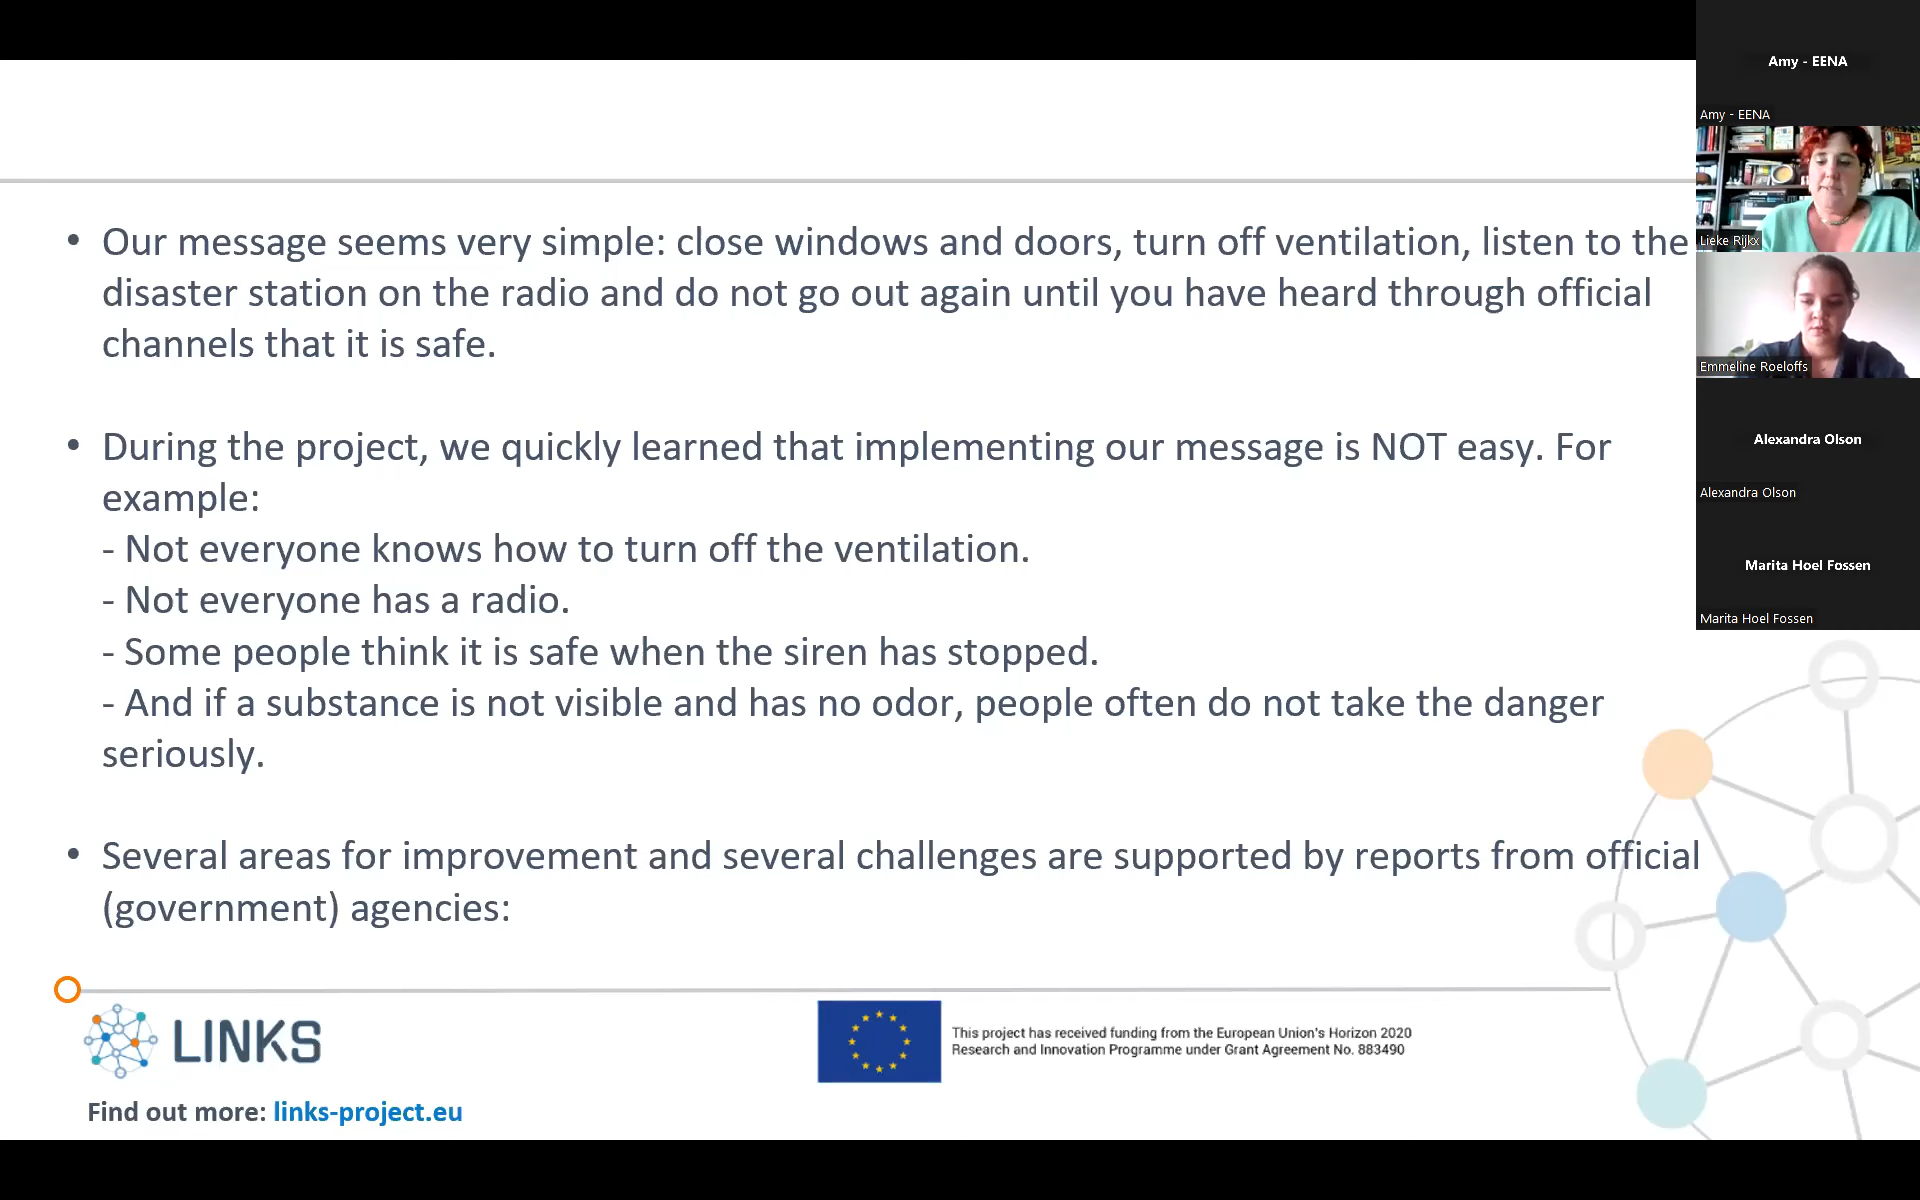 • Our message seems very simple: close windows and doors, turn off ventilation, listen to the
disaster station on the radio and do not go out again until you have heard through official
channels that it is safe.
• During the project, we quickly learned that implementing our message is NOT easy. For
example:
- Not everyone knows how to turn off the ventilation.
- Not everyone has a radio.
- Some people think it is safe when the siren has stopped.
- And if a substance is not visible and has no odor, people often do not take the danger
seriously.
• Several areas for improvement and several challenges are supported by reports from official
(government) agencies:
LINKS
This project has received funding from the European Union's Horizon 2020
Research and Innovation Programme under Grant Agreement No. 883490
Find out more: links-project.eu
Amy - EENA
Amy - EENA
Lieke Rijkx
Emmeline Roeloffs
Alexandra Olson
Alexandra Olson
Marita Hoel Fossen
Marita Hoel Fossen